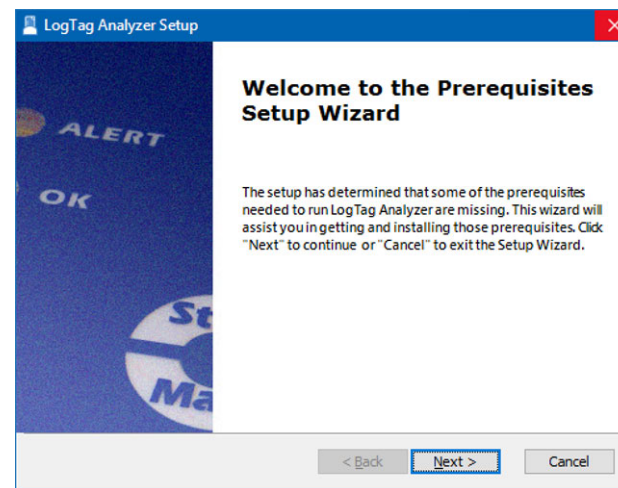 LogTag Analyzer Setup
ALERT
OK
Welcome to the Prerequisites
Setup Wizard
The setup has determined that some of the prerequisites
needed to run LogTag Analyzer are missing. This wizard will
assist you in getting and installing those prerequisites. Click
"Next" to continue or "Cancel" to exit the Setup Wizard.
St
Ma
< Back
Next >
Cancel